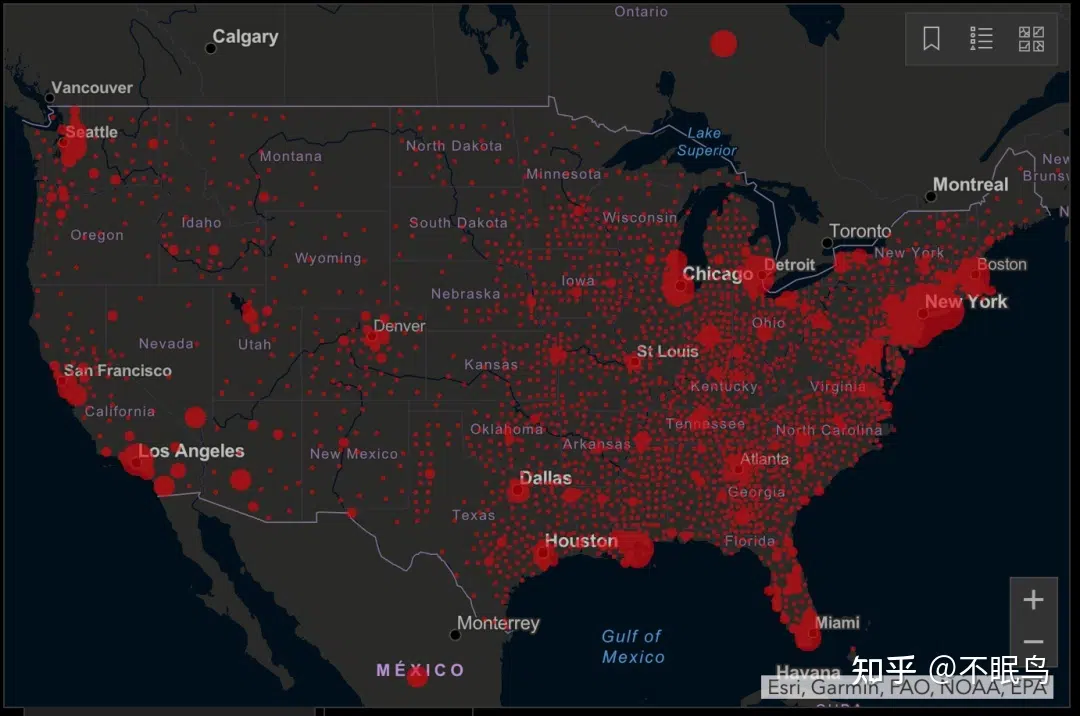 Ontario
Calgary
Vancouver
Seattle
Lake
Superior
North Dakota
Montana
Minnesota
New
Brunsw
Montreal
Wisconsin
South Dakota
Idaho
Oregon
Toronto
New York
Wyoming
Detroit
Boston
Chicago
Iowa
Nebraska
New York
Denver
Ohio
Nevada
Utah
St Louis
Kansas
San Francisco
Kentucky
Virginia
California
Tennessee
Oklahoma
North Carolina
Arkansas
Los Angeles
New Mexico
Atlanta
Dallas
Georgia
Texas
Houston
Florida
Monterrey
Miami
Gulf of
Mexico
MÉXICO
Havana
知乎 @不眠鸟
Esri, Garmin, FAO, NOAA, EPA